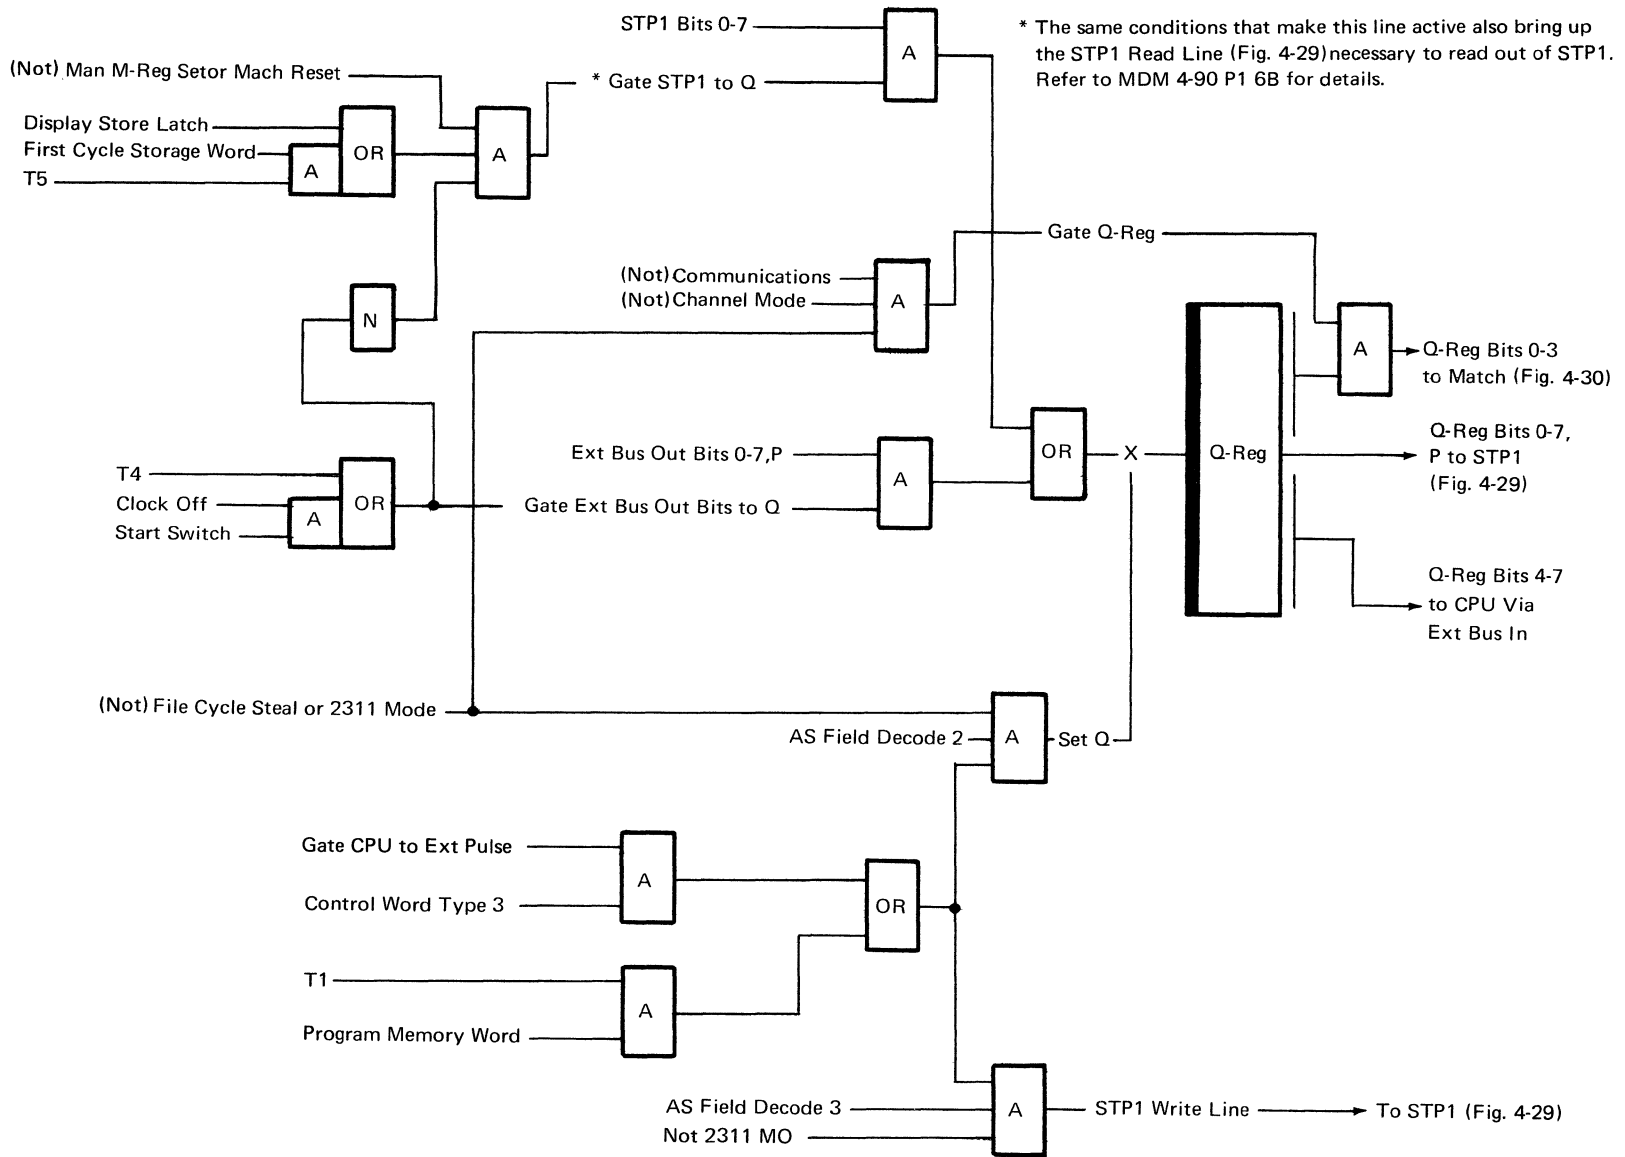 STP1 Bits 0-7
A
* The same conditions that make this line active also bring up
the STP1 Read Line (Fig. 4-29) necessary to read out of STP1.
Refer to MDM 4-90 P1 6B for details.
(Not) Man M-Reg Setor Mach Reset
* Gate STP1 to Q
Display Store Latch
First Cycle Storage Word
T5
A
OR
A
Gate Q-Reg
(Not) Communications
(Not) Channel Mode
A
N
Q-Reg
A
Q-Reg Bits 0-3
to Match (Fig. 4-30)
Q-Reg Bits 0-7,
P to STP1
(Fig. 4-29)
Ext Bus Out Bits 0-7,P
Gate Ext Bus Out Bits to Q
A
OR
X
T4
Clock Off
Start Switch
A
OR
Q-Reg Bits 4-7
to CPU Via
Ext Bus In
(Not) File Cycle Steal or 2311 Mode
AS Field Decode 2
A
Set Q
Gate CPU to Ext Pulse
Control Word Type 3
A
OR
T1
Program Memory Word
A
AS Field Decode 3
Not 2311 MO
A
STP1 Write Line
To STP1 (Fig. 4-29)